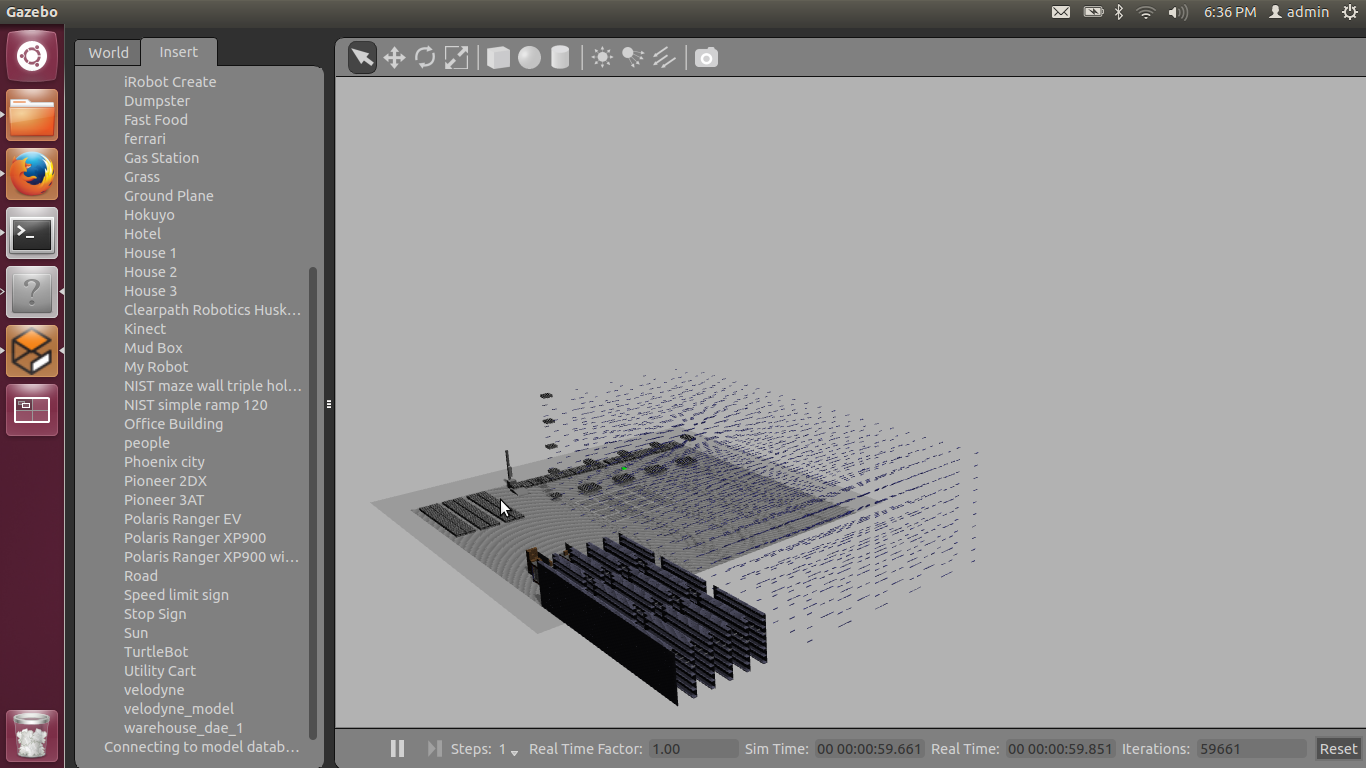 Gazebo
6:36 PM admin
World Insert
iRobot Create
Dumpster
Fast Food
ferrari
Gas Station
Grass
Ground Plane
Hokuyo
Hotel
House 1
House 2
House 3
Clearpath Robotics Husk...
Kinect
Mud Box
My Robot
NIST maze wall triple hol...
NIST simple ramp 120
Office Building
people
Phoenix city
Pioneer 2DX
Pioneer 3AT
Polaris Ranger EV
Polaris Ranger XP900
Polaris Ranger XP900 wi...
Road
Speed limit sign
Stop Sign
Sun
TurtleBot
Utility Cart
velodyne
velodyne_model
warehouse_dae_1
Connecting to model datab...
Steps: 1 Real Time Factor: 1.00 Sim Time: 00 00:00:59.661 Real Time: 00 00:00:59.851 Iterations: 59661 Reset